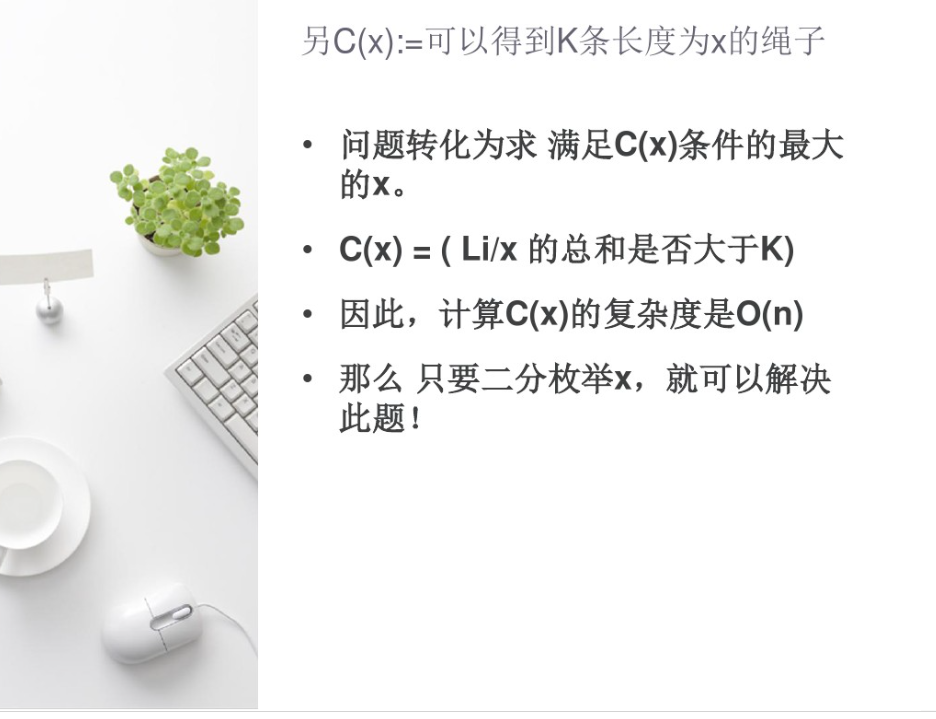 另C(x):=可以得到K条长度为x的绳子
• 问题转化为求 满足C(x)条件的最大
的x。
• C(x) = ( Li/x 的总和是否大于K)
• 因此，计算C(x)的复杂度是O(n)
• 那么 只要二分枚举x，就可以解决
此题！